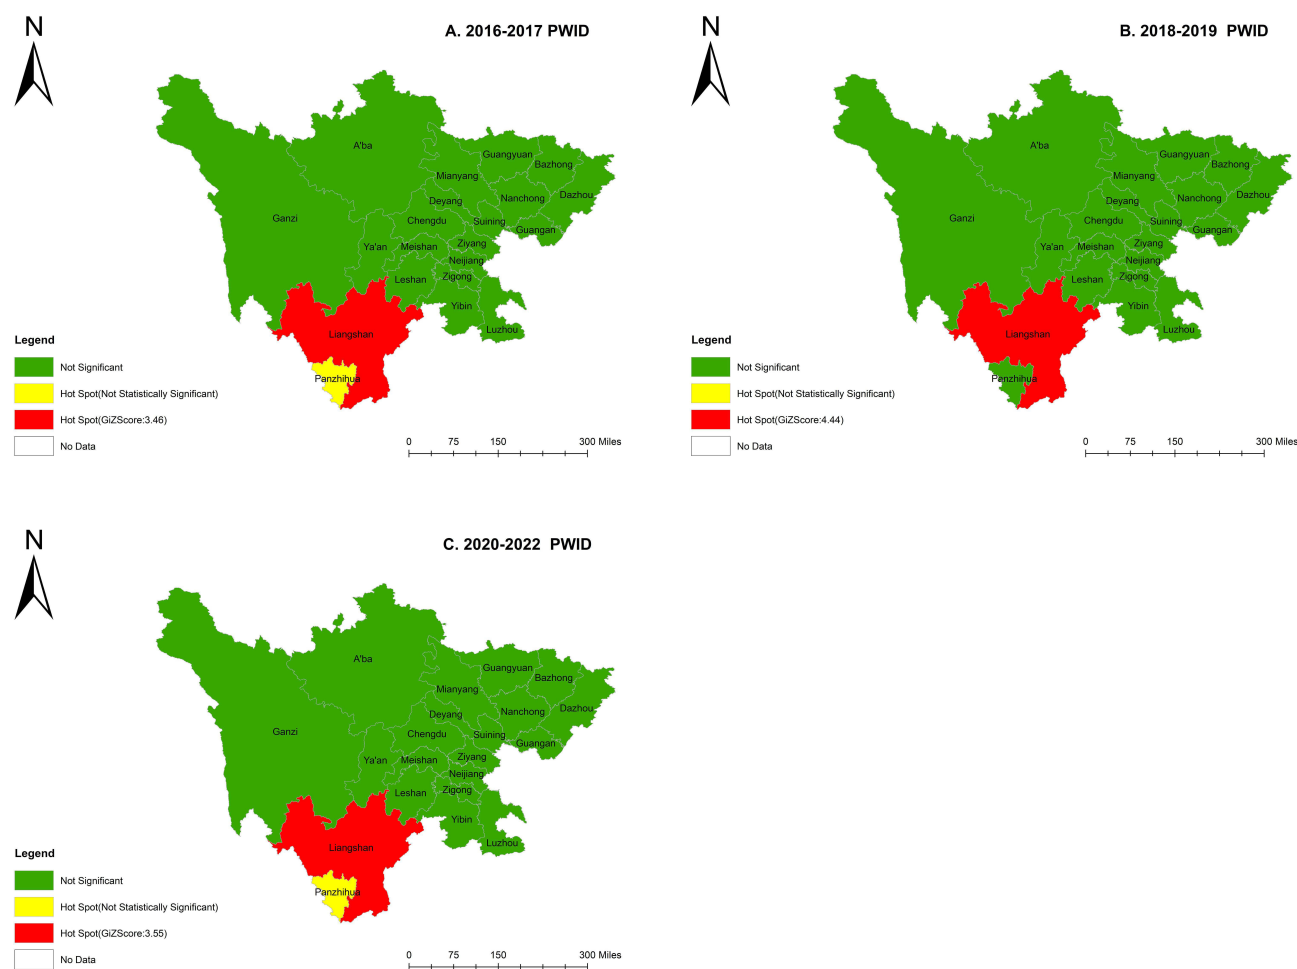 N
A. 2016-2017 PWID
A'ba
Guangyuan
Bazhong
Mianyang
Dazhou
Nanchong
Deyang
Ganzi
Chengdu
Suining
Guangan
Ya'an
Meishan
Ziyang
Neijiang
Leshan
Zigong
Yibin
Luzhou
Liangshan
Panzhihua
Legend
Not Significant
Hot Spot(Not Statistically Significant)
Hot Spot(GiZScore:3.46)
No Data
0 75 150 300 Miles
N
B. 2018-2019 PWID
A'ba
Guangyuan
Bazhong
Mianyang
Dazhou
Nanchong
Deyang
Ganzi
Chengdu
Suining
Guangan
Ya'an
Meishan
Ziyang
Neijiang
Leshan
Zigong
Yibin
Luzhou
Liangshan
Panzhihua
Legend
Not Significant
Hot Spot(Not Statistically Significant)
Hot Spot(GiZScore:4.44)
No Data
0 75 150 300 Miles
N
C. 2020-2022 PWID
A'ba
Guangyuan
Bazhong
Mianyang
Dazhou
Nanchong
Deyang
Ganzi
Chengdu
Suining
Guangan
Ya'an
Meishan
Ziyang
Neijiang
Leshan
Zigong
Yibin
Luzhou
Liangshan
Panzhihua
Legend
Not Significant
Hot Spot(Not Statistically Significant)
Hot Spot(GiZScore:3.55)
No Data
0 75 150 300 Miles